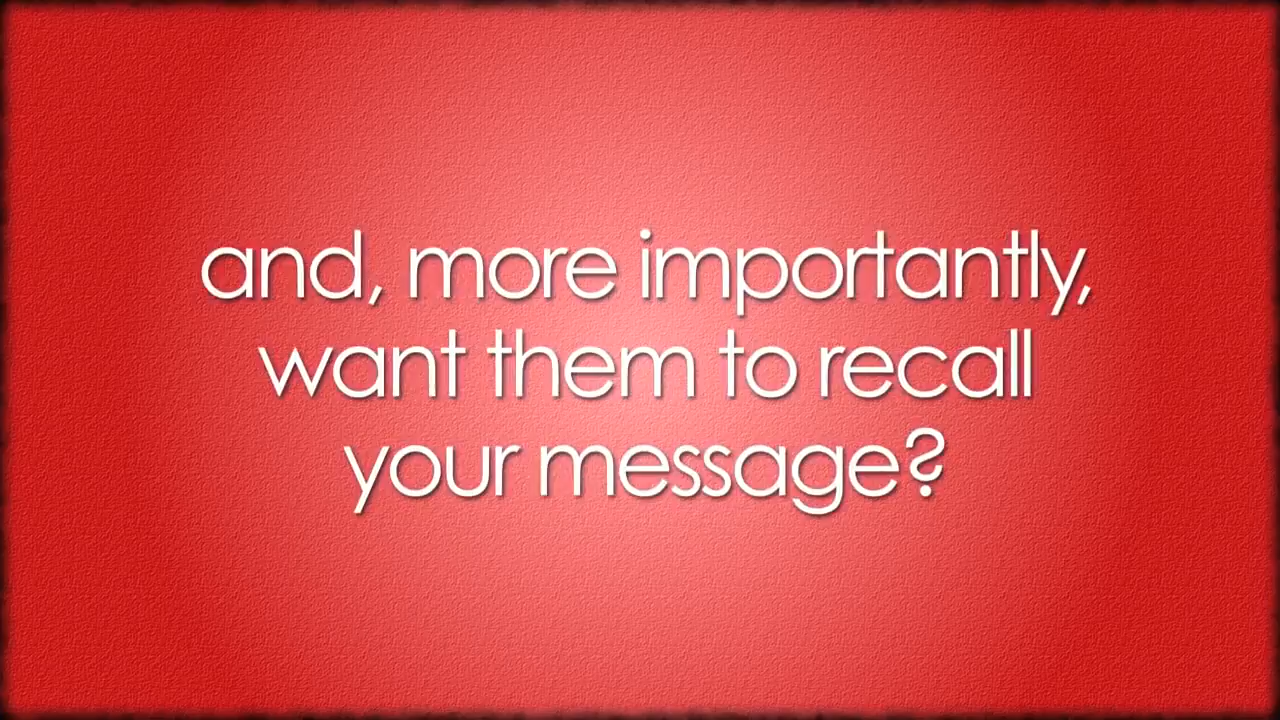 and, more importantly,
want them to recall
your message?